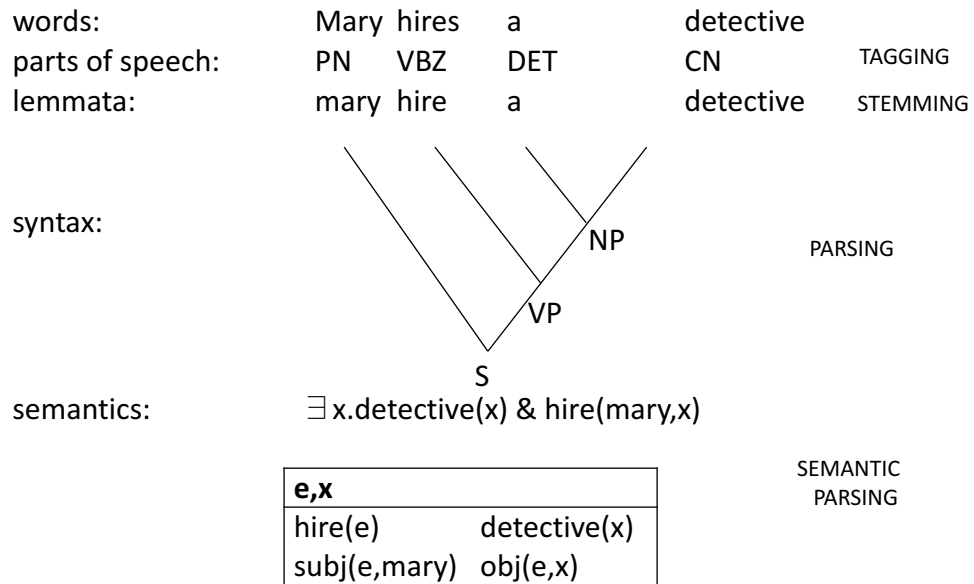 words: Mary hires a detective
parts of speech: PN VBZ DET CN TAGGING
lemmata: mary hire a detective STEMMING
syntax:
NP
PARSING
VP
S
semantics: ∃ x.detective(x) & hire(mary,x)
SEMANTIC
PARSING
e,x
hire(e) detective(x)
subj(e,mary) obj(e,x)